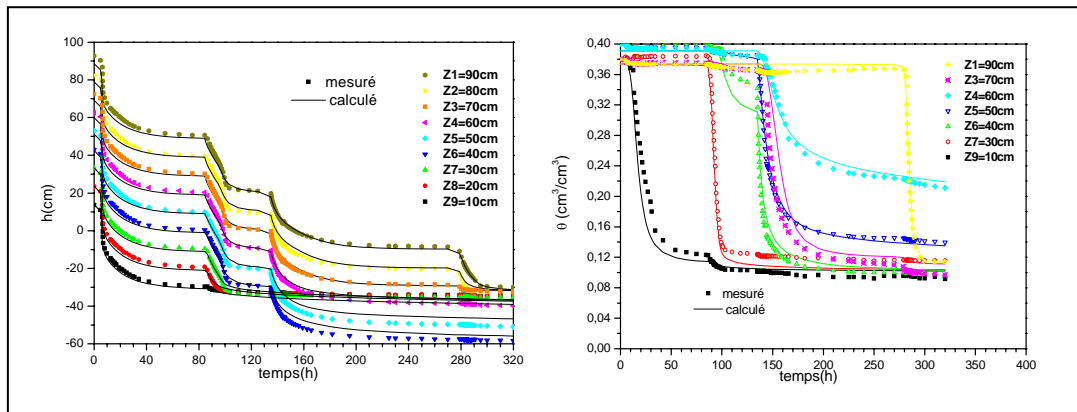 100
80
60
40
20
0
-20
-40
-60
h(cm)
0
40
80
120
160
200
240
280
320
temps(h)
mesuré
calculé
Z1=90cm
Z2=80cm
Z3=70cm
Z4=60cm
Z5=50cm
Z6=40cm
Z7=30cm
Z8=20cm
Z9=10cm
0,40
0,36
0,32
0,28
0,24
0,20
0,16
0,12
0,08
0,04
0,00
θ (cm³/cm³)
0
50
100
150
200
250
300
350
400
temps(h)
Z1=90cm
Z3=70cm
Z4=60cm
Z5=50cm
Z6=40cm
Z7=30cm
Z9=10cm
mesuré
calculé